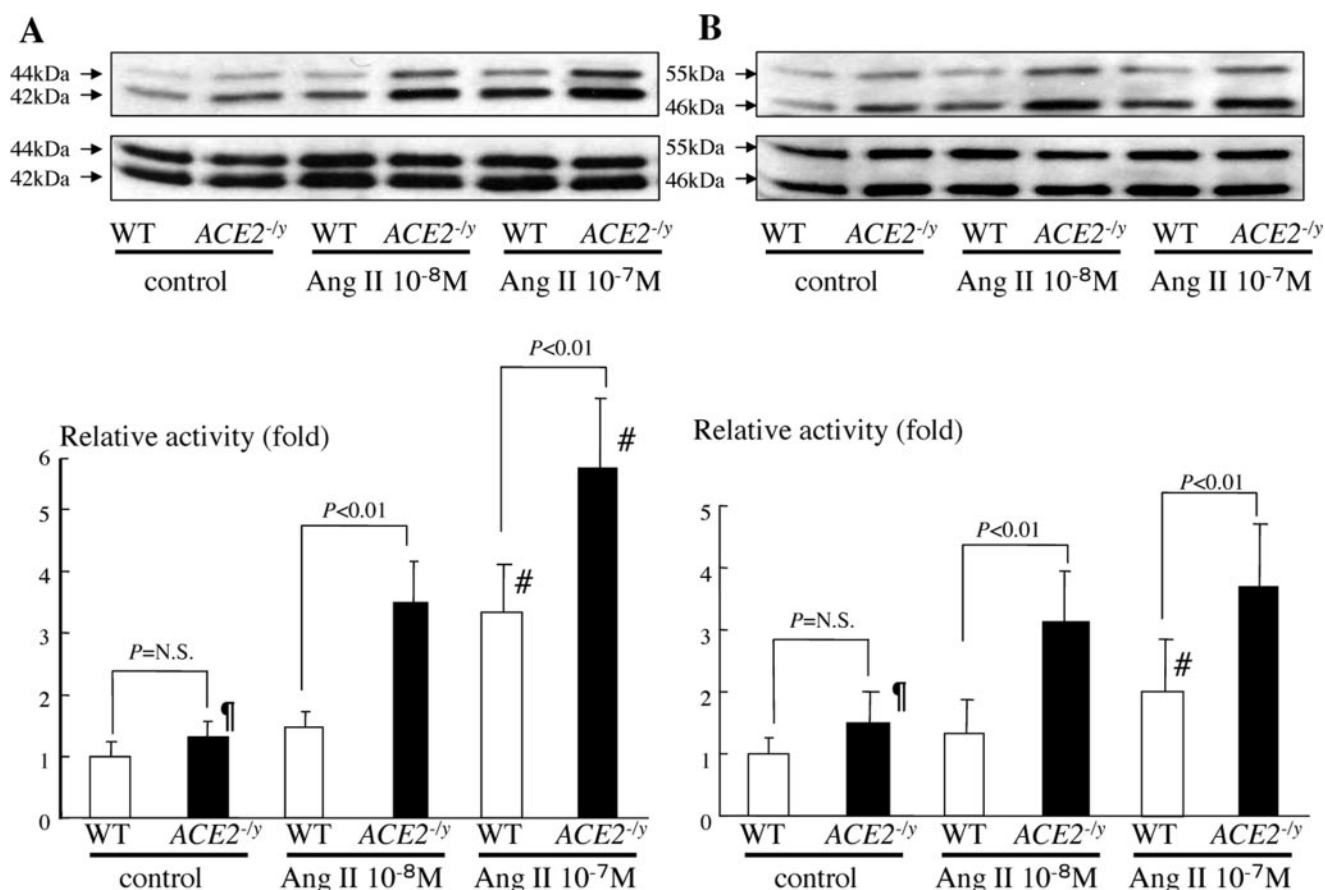 A
44kDa
42kDa
44kDa
42kDa
WT ACE2-/y WT ACE2-/y WT ACE2-/y
control Ang II 10-8M Ang II 10-7M
B
55kDa
46kDa
55kDa
46kDa
WT ACE2-/y WT ACE2-/y WT ACE2-/y
control Ang II 10-8M Ang II 10-7M
Relative activity (fold)
6
5
4
3
2
1
0
P=N.S.
¶
P<0.01
#
P<0.01
#
WT ACE2-/y WT ACE2-/y WT ACE2-/y
control Ang II 10-8M Ang II 10-7M
Relative activity (fold)
5
4
3
2
1
0
P=N.S.
¶
P<0.01
P<0.01
#
WT ACE2-/y WT ACE2-/y WT ACE2-/y
control Ang II 10-8M Ang II 10-7M